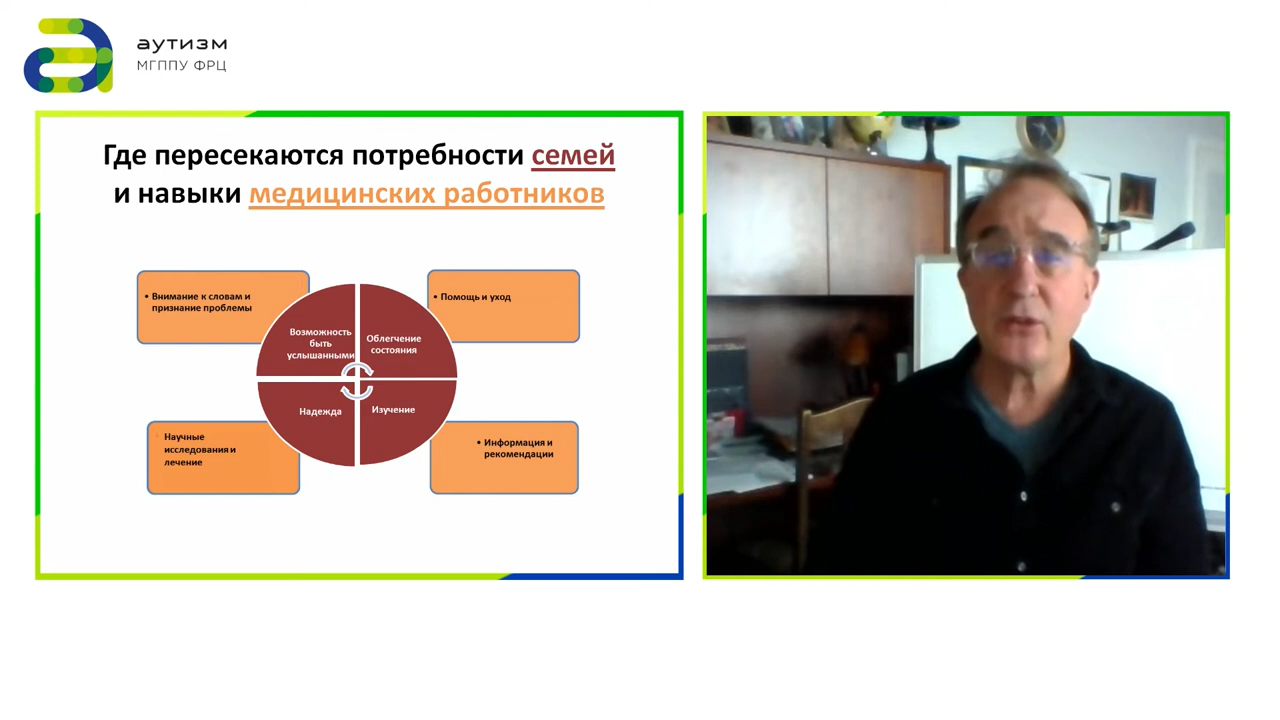 аутизм
МГППУ ФРЦ
Где пересекаются потребности семей
и навыки медицинских работников
• Внимание к словам и
признание проблемы
• Помощь и уход
Возможность
быть
услышанными
Облегчение
состояния
Надежда
Изучение
Научные
исследования и
лечение
• Информация и
рекомендации